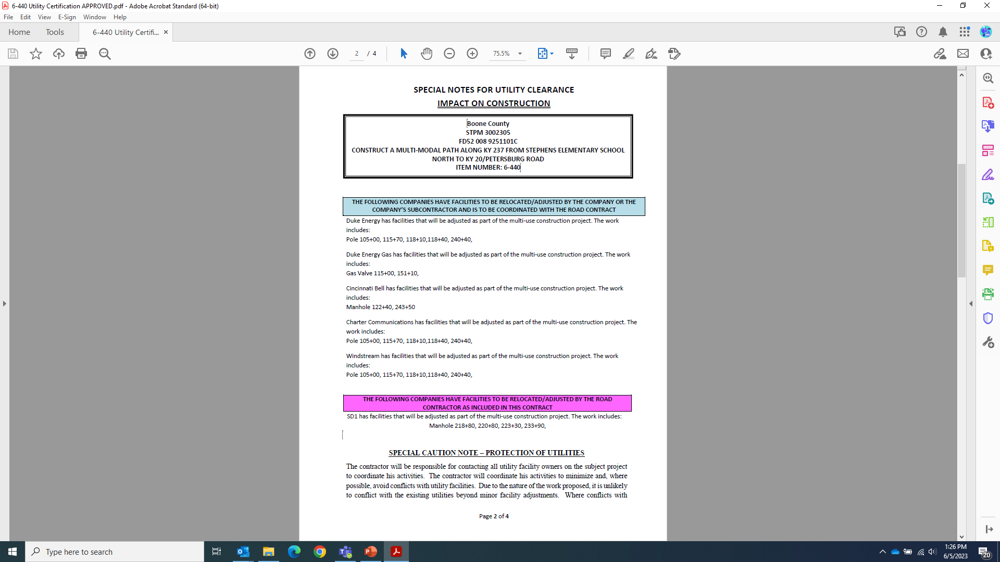 6-440 Utility Certification APPROVED.pdf - Adobe Acrobat Standard (64-bit)
File Edit View E-Sign Window Help
Home Tools 6-440 Utility Certifi... ×
2 / 4 75.5%
SPECIAL NOTES FOR UTILITY CLEARANCE
IMPACT ON CONSTRUCTION
Boone County
STPM 3002305
FD52 008 9251101C
CONSTRUCT A MULTI-MODAL PATH ALONG KY 237 FROM STEPHENS ELEMENTARY SCHOOL
NORTH TO KY 20/PETERSBURG ROAD
ITEM NUMBER: 6-440
THE FOLLOWING COMPANIES HAVE FACILITIES TO BE RELOCATED/ADJUSTED BY THE COMPANY OR THE
COMPANY'S SUBCONTRACTOR AND IS TO BE COORDINATED WITH THE ROAD CONTRACT
Duke Energy has facilities that will be adjusted as part of the multi-use construction project. The work
includes:
Pole 105+00, 115+70, 118+10,118+40, 240+40,
Duke Energy Gas has facilities that will be adjusted as part of the multi-use construction project. The work
includes:
Gas Valve 115+00, 151+10,
Cincinnati Bell has facilities that will be adjusted as part of the multi-use construction project. The work
includes:
Manhole 122+40, 243+50
Charter Communications has facilities that will be adjusted as part of the multi-use construction project. The
work includes:
Pole 105+00, 115+70, 118+10,118+40, 240+40,
Windstream has facilities that will be adjusted as part of the multi-use construction project. The work
includes:
Pole 105+00, 115+70, 118+10,118+40, 240+40,
THE FOLLOWING COMPANIES HAVE FACILITIES TO BE RELOCATED/ADJUSTED BY THE ROAD
CONTRACTOR AS INCLUDED IN THIS CONTRACT
SD1 has facilities that will be adjusted as part of the multi-use construction project. The work includes:
Manhole 218+80, 220+80, 223+30, 233+90,
SPECIAL CAUTION NOTE – PROTECTION OF UTILITIES
The contractor will be responsible for contacting all utility facility owners on the subject project
to coordinate his activities. The contractor will coordinate his activities to minimize and, where
possible, avoid conflicts with utility facilities. Due to the nature of the work proposed, it is unlikely
to conflict with the existing utilities beyond minor facility adjustments. Where conflicts with
Page 2 of 4
Type here to search
1:26 PM
6/5/2023
20